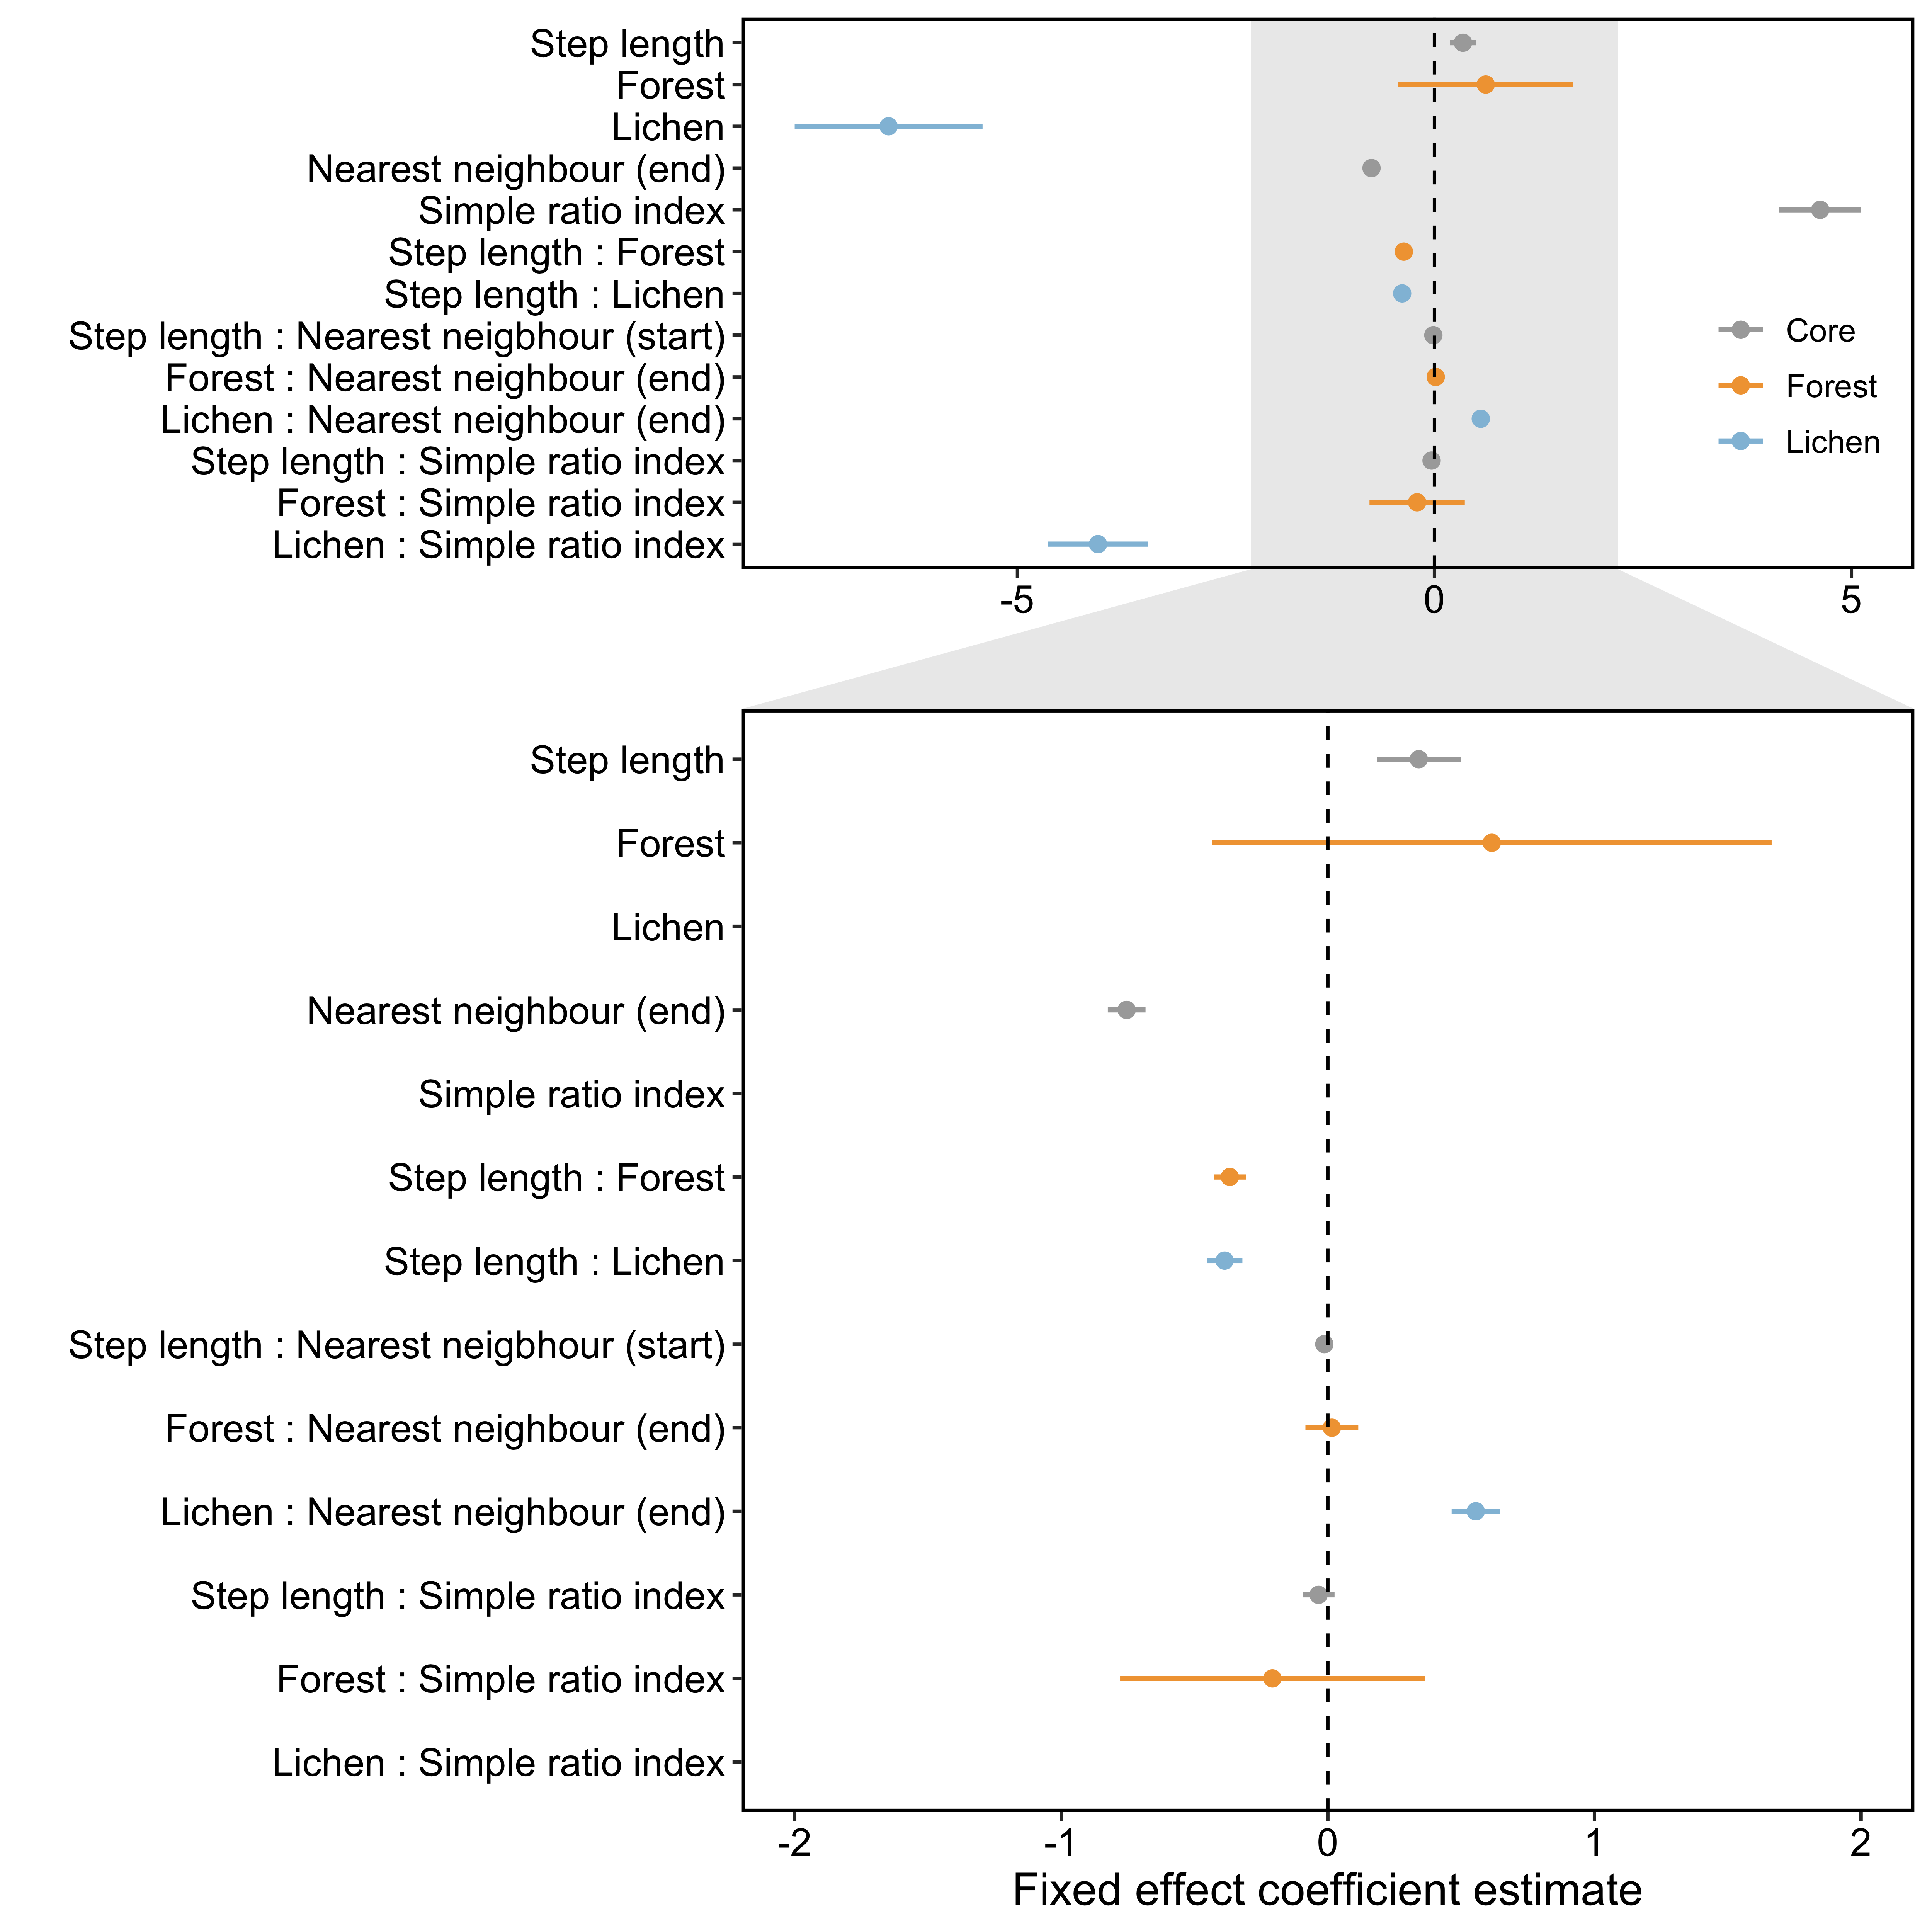 Step length
Forest
Lichen
Nearest neighbour (end)
Simple ratio index
Step length : Forest
Step length : Lichen
Step length : Nearest neigbhour (start)
Forest : Nearest neighbour (end)
Lichen : Nearest neighbour (end)
Step length : Simple ratio index
Forest : Simple ratio index
Lichen : Simple ratio index
Core
Forest
Lichen
-5 0 5
Step length
Forest
Lichen
Nearest neighbour (end)
Simple ratio index
Step length : Forest
Step length : Lichen
Step length : Nearest neigbhour (start)
Forest : Nearest neighbour (end)
Lichen : Nearest neighbour (end)
Step length : Simple ratio index
Forest : Simple ratio index
Lichen : Simple ratio index
-2 -1 0 1 2
Fixed effect coefficient estimate